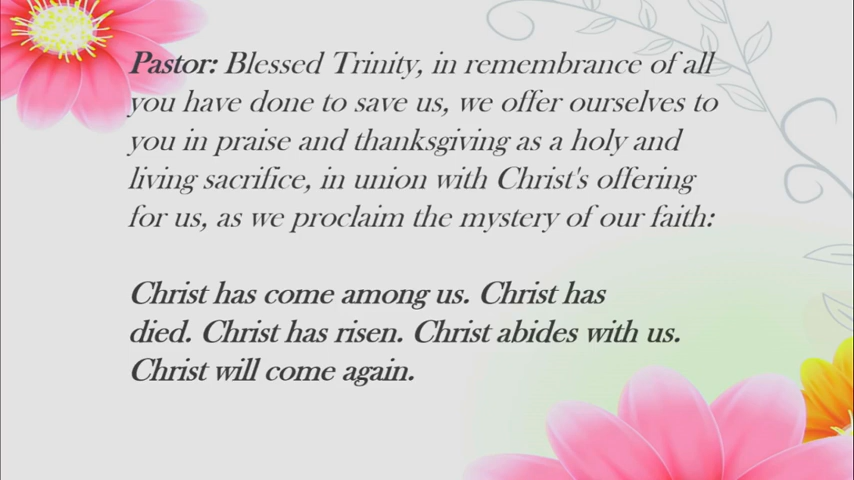 Pastor: Blessed Trinity, in remembrance of all
you have done to save us, we offer ourselves to
you in praise and thanksgiving as a holy and
living sacrifice, in union with Christ's offering
for us, as we proclaim the mystery of our faith:
Christ has come among us. Christ has
died. Christ has risen. Christ abides with us.
Christ will come again.